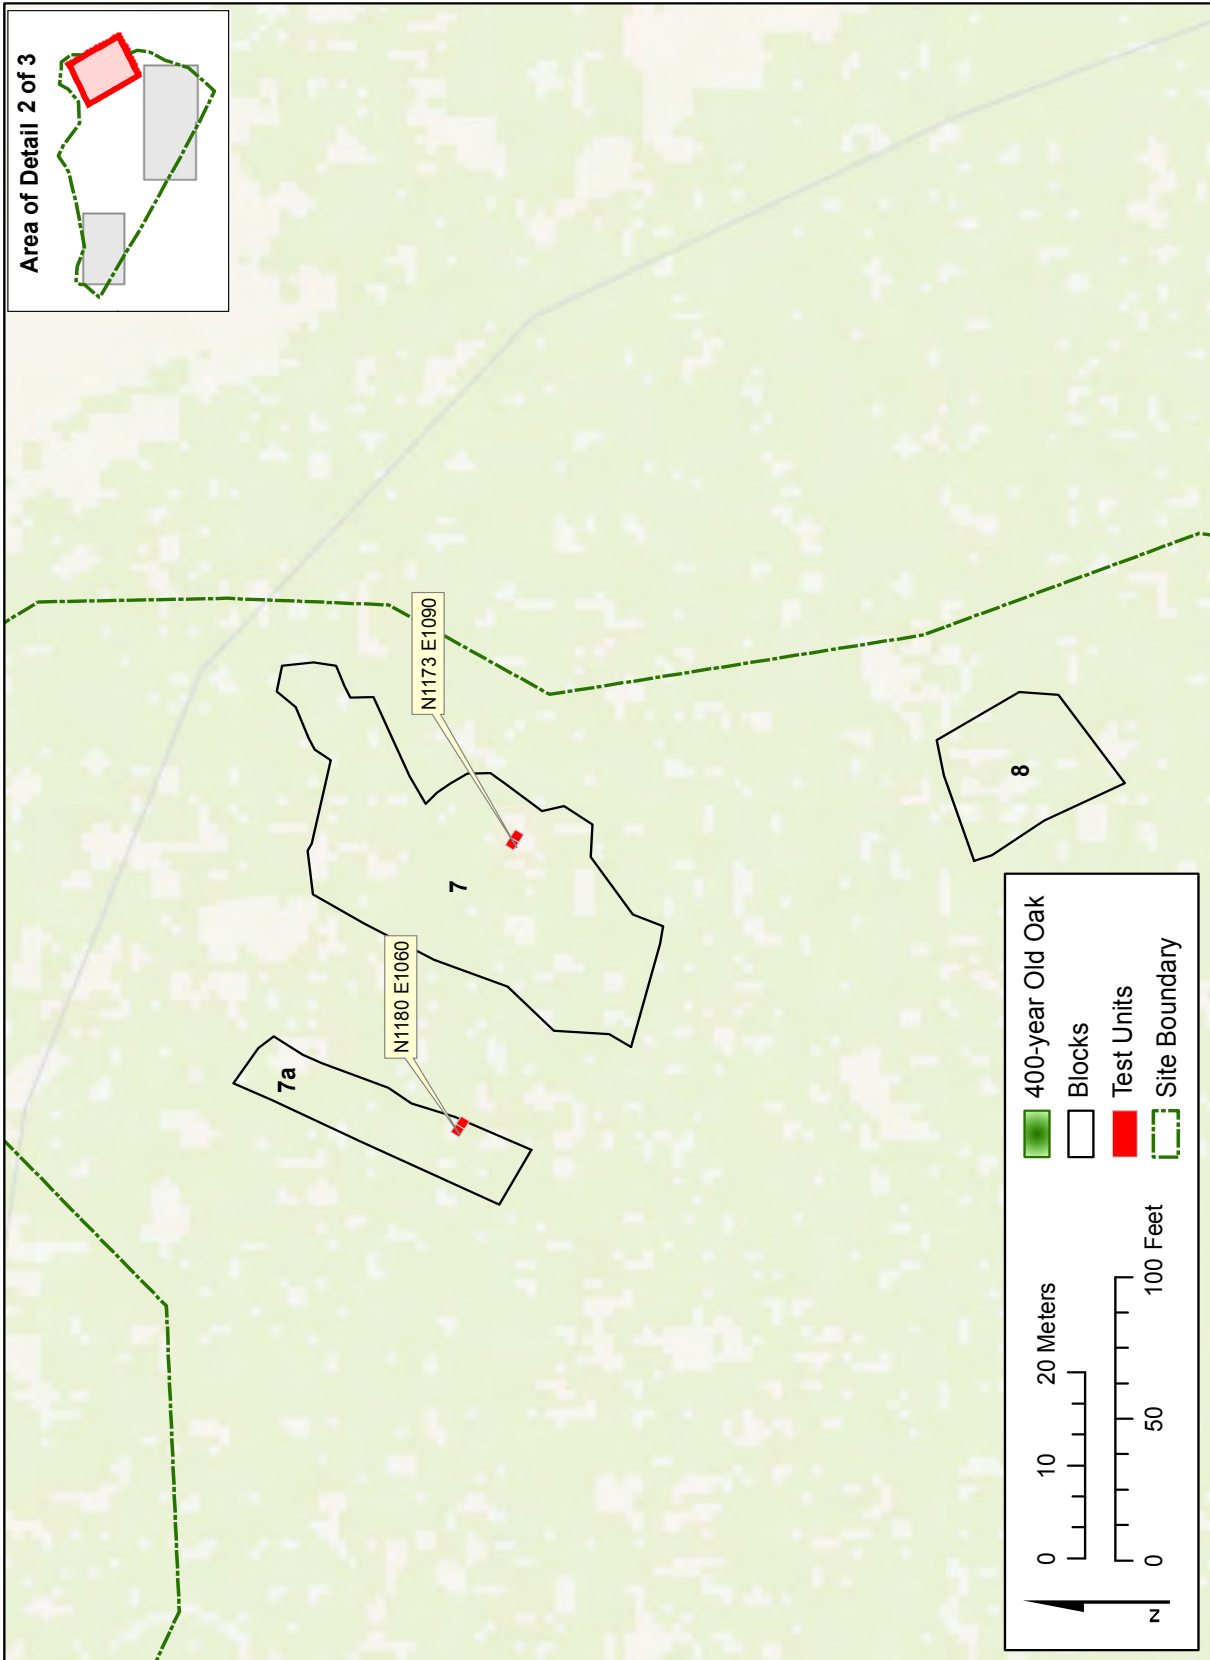 Area of Detail 2 of 3
N1173 E1090
N1180 E1060
7a
7
8
400-year Old Oak
Blocks
Test Units
Site Boundary
0 10 20 Meters
0 50 100 Feet
N